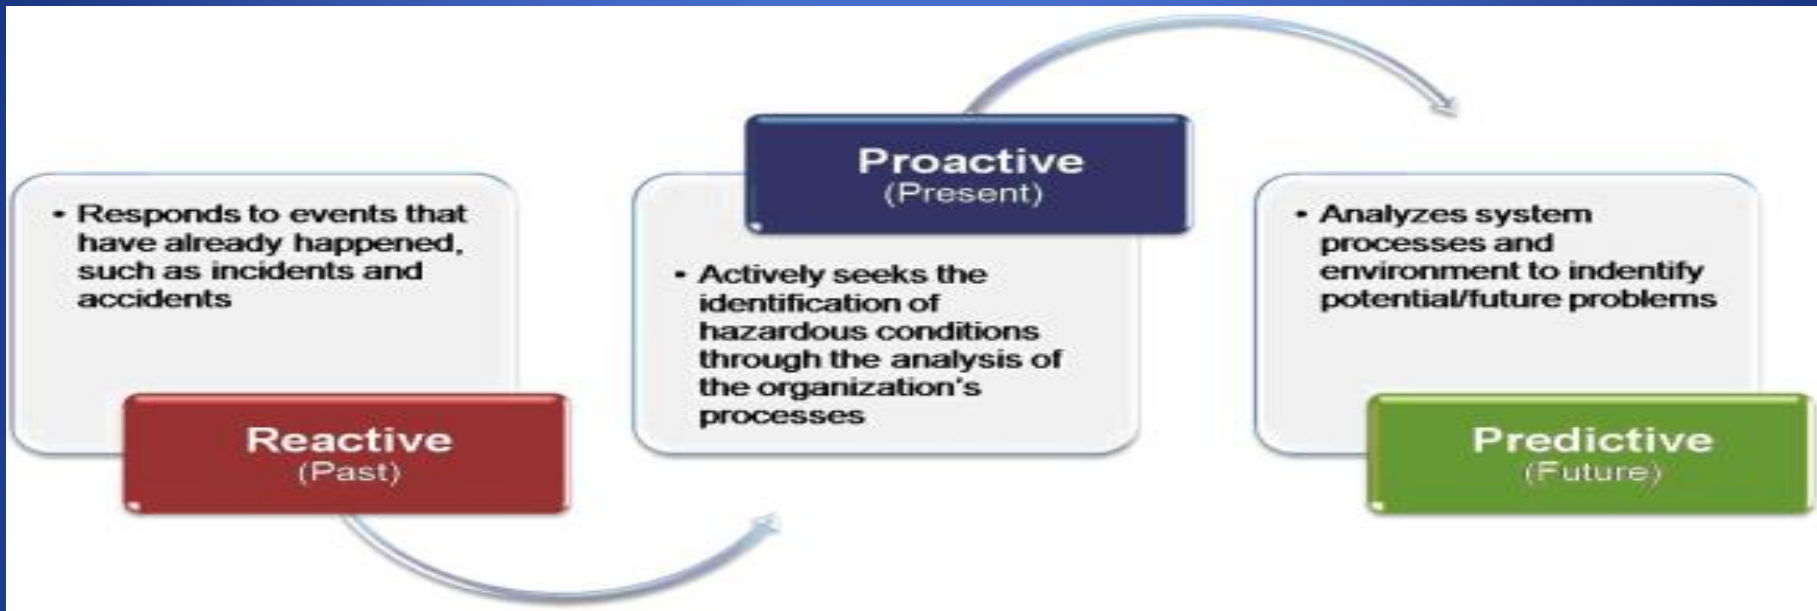 • Responds to events that
have already happened,
such as incidents and
accidents
Reactive
(Past)
Proactive
(Present)
• Actively seeks the
identification of
hazardous conditions
through the analysis of
the organization's
processes
• Analyzes system
processes and
environment to indentify
potential/future problems
Predictive
(Future)